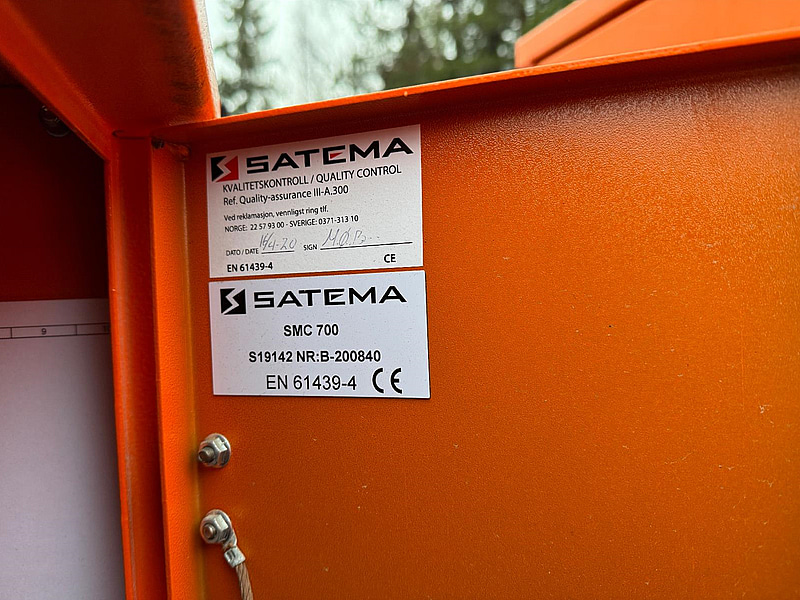 9
SATEMA
KVALITETSKONTROLL / QUALITY CONTROL
Ref. Quality-assurance III-A.300
Ved reklamasjon, vennligst ring tlf.
NORGE: 22 57 93 00 - SVERIGE: 0371-313 10
DATO / DATE SIGN
EN 61439-4 CE
SATEMA
SMC 700
S19142 NR:B-200840
EN 61439-4 CE